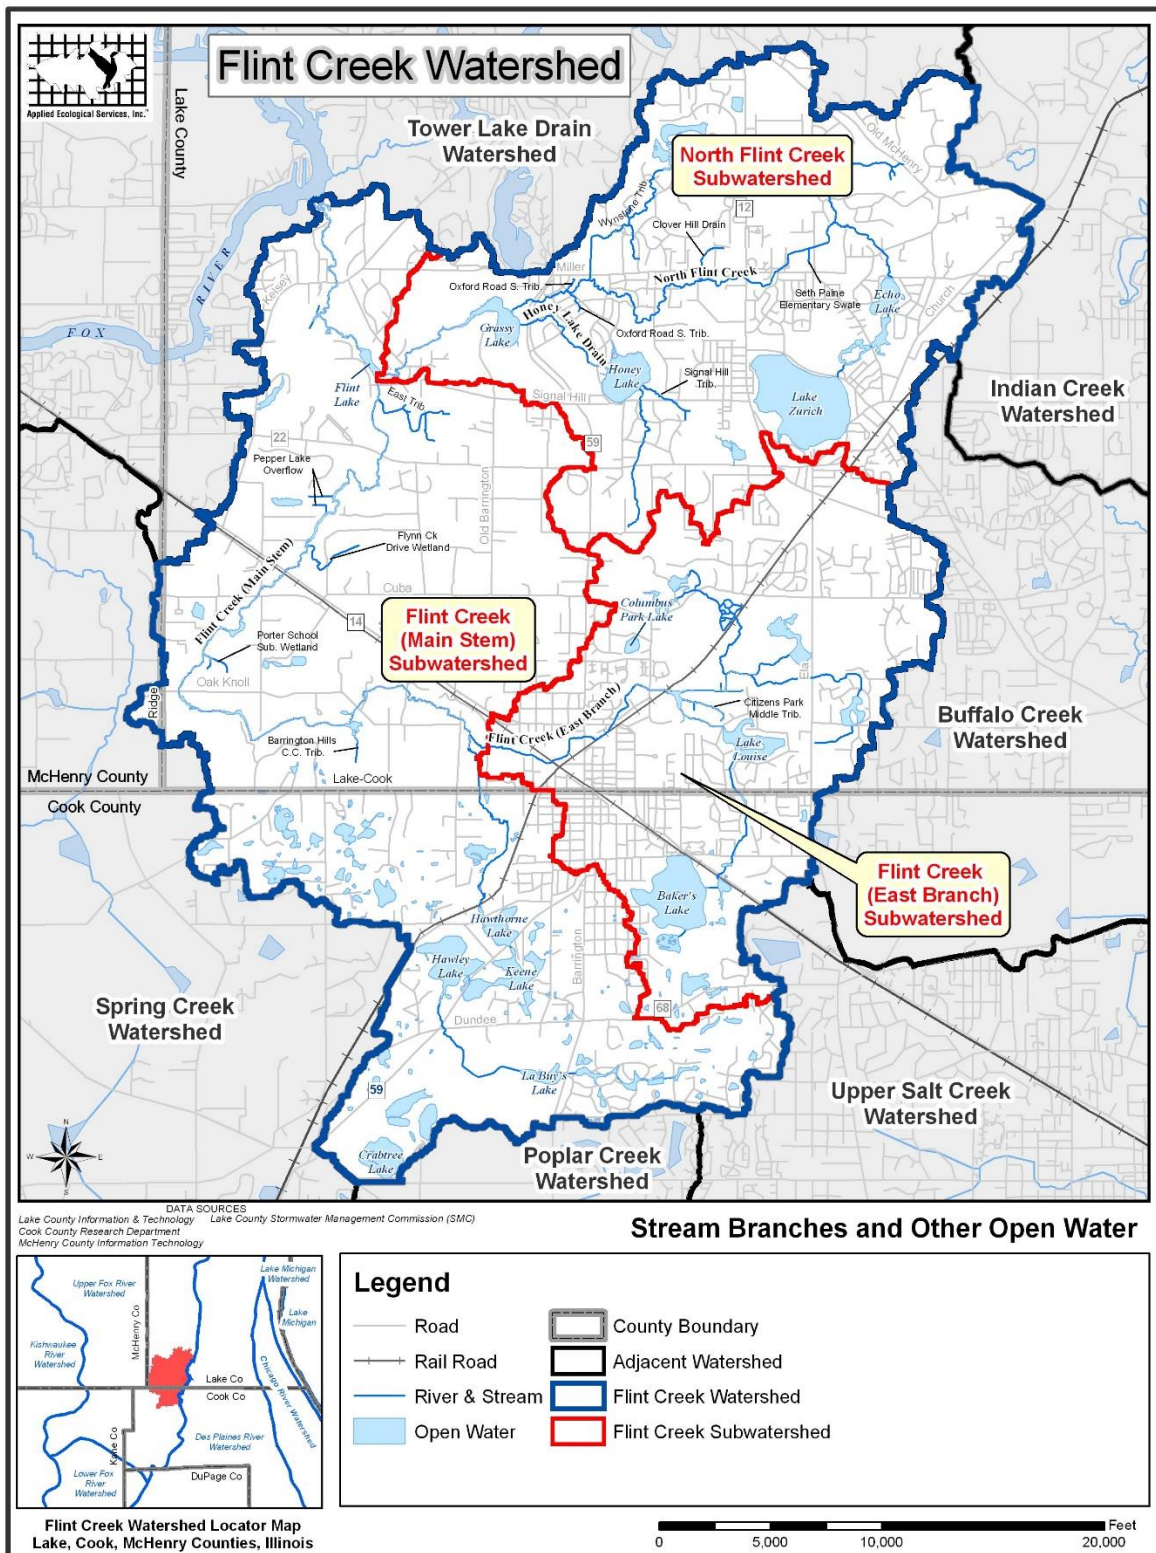 Flint Creek Watershed
Applied Ecological Services, Inc.™
Lake County
Tower Lake Drain
Watershed
North Flint Creek
Subwatershed
Old McHenry
12
Wynstone Trib.
Clover Hill Drain
Miller
North Flint Creek
Oxford Road S. Trib.
Seth Paine
Elementary Swale
Echo
Lake
Church
Kelsey
RIVER
FOX
Grassy
Lake
Honey Lake Drain
Oxford Road S. Trib.
Honey
Lake
Signal Hill
Trib.
Flint
Lake
East Trib
Signal Hill
Lake
Zurich
Indian Creek
Watershed
22
59
Pepper Lake
Overflow
Old Barrington
Flynn Ck
Drive Wetland
Flint Creek (Main Stem)
Cuba
14
Flint Creek
(Main Stem)
Subwatershed
Columbus
Park Lake
Porter School
Sub. Wetland
Oak Knoll
Ridge
Ela
Flint Creek (East Branch)
Citizens Park
Middle Trib.
Buffalo Creek
Watershed
Barrington Hills
C.C. Trib.
Lake
Louise
McHenry County
Lake-Cook
Cook County
Flint Creek
(East Branch)
Subwatershed
Baker's
Lake
Hawthorne
Lake
Hawley
Lake
Keene
Lake
Barrington
Spring Creek
Watershed
Dundee
68
59
La Buy's
Lake
Upper Salt Creek
Watershed
N
W
E
S
Crabtree
Lake
Poplar Creek
Watershed
DATA SOURCES
Lake County Information & Technology
Lake County Stormwater Management Commission (SMC)
Cook County Research Department
McHenry County Information Technology
Stream Branches and Other Open Water
Upper Fox River
Watershed
McHenry Co
Lake Michigan
Watershed
Lake
Michigan
Kishwaukee
River
Watershed
Chicago River Watershed
Lake Co
Cook Co
Kane Co
Des Plaines River
Watershed
Lower Fox
River
Watershed
DuPage Co
Flint Creek Watershed Locator Map
Lake, Cook, McHenry Counties, Illinois
Legend
Road
County Boundary
Rail Road
Adjacent Watershed
River & Stream
Flint Creek Watershed
Open Water
Flint Creek Subwatershed
Feet
0
5,000
10,000
20,000